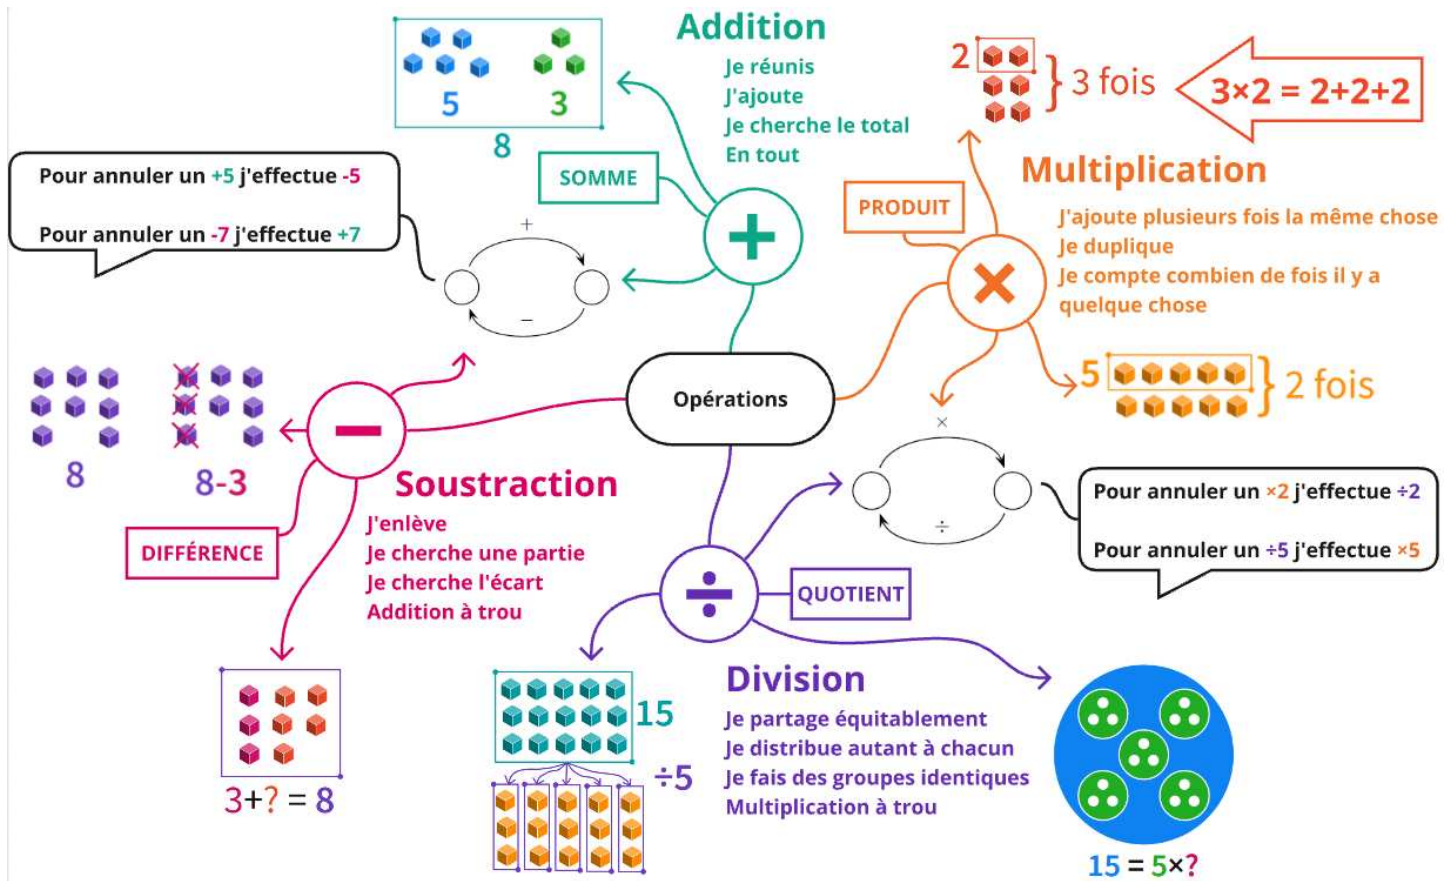 Opérations
Addition
Je réunis
J'ajoute
Je cherche le total
En tout
SOMME
+
5
3
8
Pour annuler un +5 j'effectue -5
Pour annuler un -7 j'effectue +7
+
−
Multiplication
J'ajoute plusieurs fois la même chose
Je duplique
Je compte combien de fois il y a
quelque chose
PRODUIT
×
2
} 3 fois
3×2 = 2+2+2
5
} 2 fois
×
÷
Pour annuler un ×2 j'effectue ÷2
Pour annuler un ÷5 j'effectue ×5
Soustraction
J'enlève
Je cherche une partie
Je cherche l'écart
Addition à trou
DIFFÉRENCE
−
8
8-3
3+? = 8
Division
Je partage équitablement
Je distribue autant à chacun
Je fais des groupes identiques
Multiplication à trou
QUOTIENT
÷
15
÷5
15 = 5×?